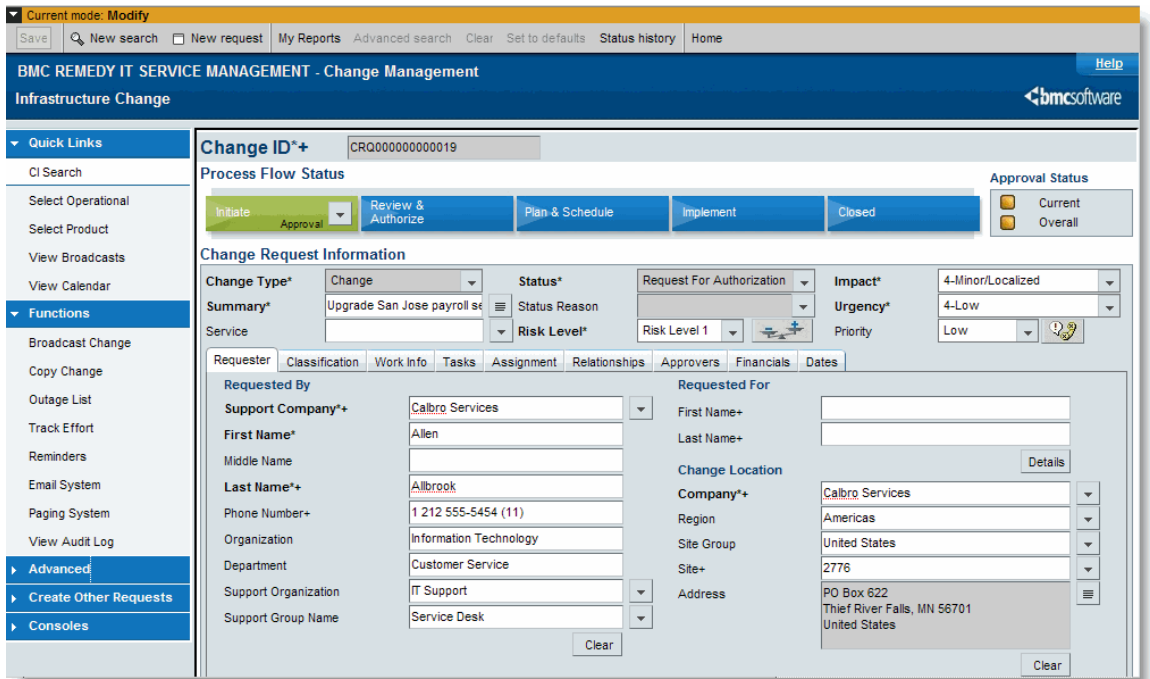 Current mode: Modify
Save New search New request My Reports Advanced search Clear Set to defaults Status history Home
BMC REMEDY IT SERVICE MANAGEMENT - Change Management
Help
Infrastructure Change
bmcsoftware
Quick Links
CI Search
Select Operational
Select Product
View Broadcasts
View Calendar
Functions
Broadcast Change
Copy Change
Outage List
Track Effort
Reminders
Email System
Paging System
View Audit Log
Advanced
Create Other Requests
Consoles
Change ID*+ CRQ000000000019
Process Flow Status
Initiate
Approval
Review &
Authorize
Plan & Schedule
Implement
Closed
Approval Status
Current
Overall
Change Request Information
Change Type* Change Status* Request For Authorization Impact* 4-Minor/Localized
Summary* Upgrade San Jose payroll se Status Reason Urgency* 4-Low
Service Risk Level* Risk Level 1 Priority Low
Requester Classification Work Info Tasks Assignment Relationships Approvers Financials Dates
Requested By
Support Company*+ Calbro Services
First Name* Allen
Middle Name
Last Name*+ Allbrook
Phone Number+ 1 212 555-5454 (11)
Organization Information Technology
Department Customer Service
Support Organization IT Support
Support Group Name Service Desk
Clear
Requested For
First Name+
Last Name+
Details
Change Location
Company*+ Calbro Services
Region Americas
Site Group United States
Site+ 2776
Address PO Box 622
Thief River Falls, MN 56701
United States
Clear